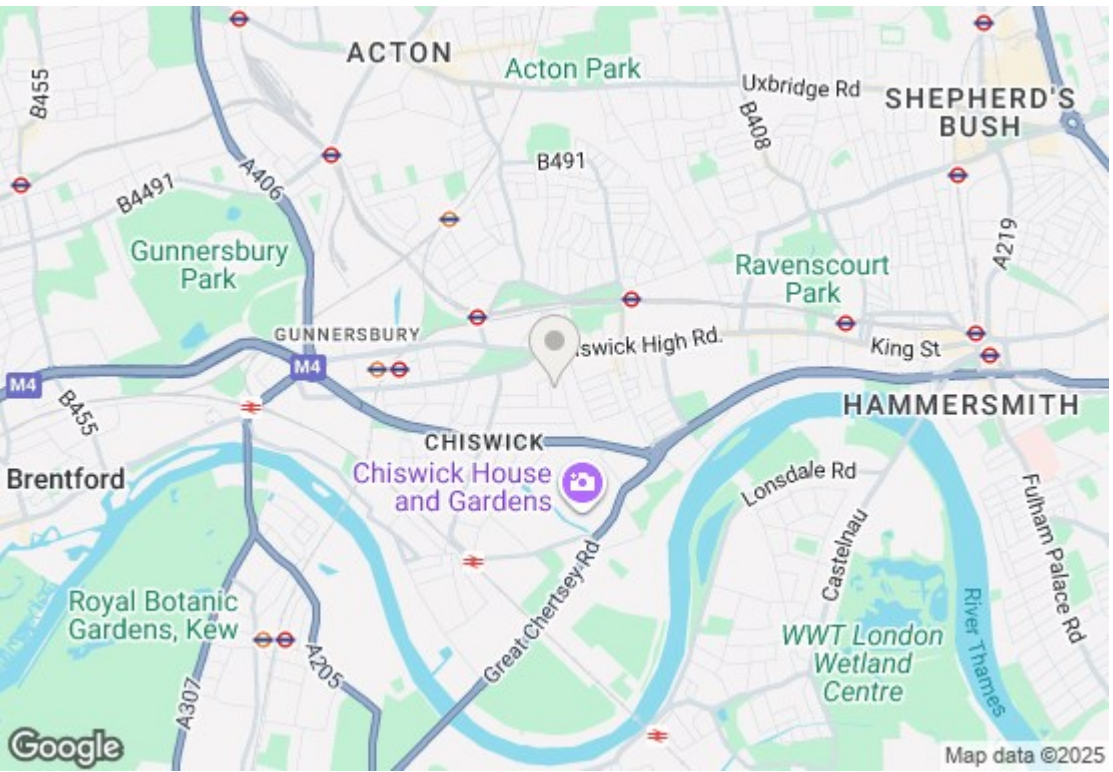 ACTON
Acton Park
Uxbridge Rd
SHEPHERD'S
BUSH
B455
B408
B491
A406
B4491
A219
Gunnersbury
Park
Ravenscourt
Park
GUNNERSBURY
iswick High Rd.
King St
M4
M4
B455
HAMMERSMITH
CHISWICK
Brentford
Chiswick House
and Gardens
Lonsdale Rd
Castelnau
Fulham Palace Rd
Great Chertsey Rd
Royal Botanic
Gardens, Kew
A205
A307
WWT London
Wetland
Centre
River Thames
Google
Map data ©2025